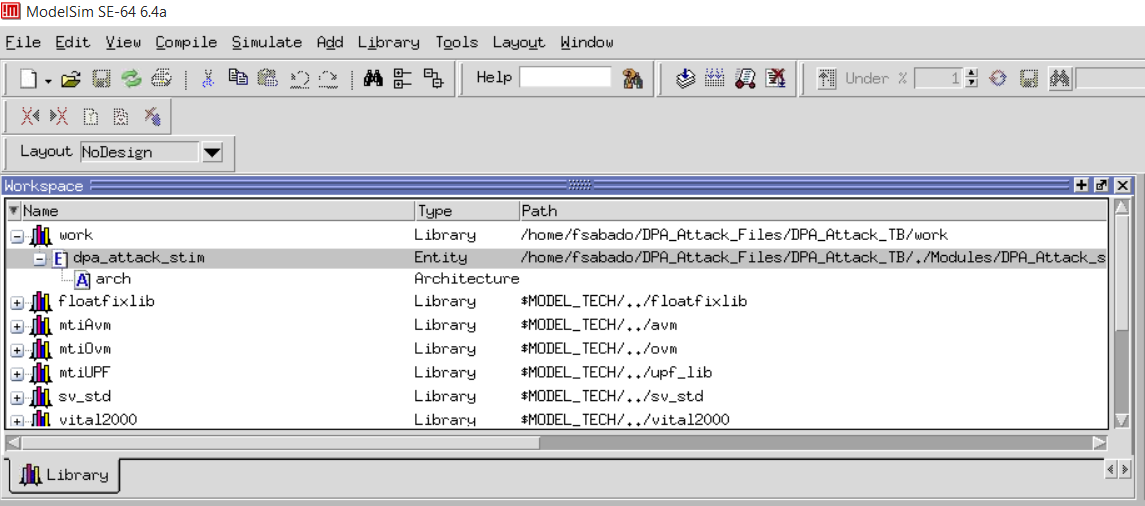 ModelSim SE-64 6.4a
File Edit View Compile Simulate Add Library Tools Layout Window
Help Under % 1
Layout NoDesign
Workspace
Name Type Path
work Library /home/fsabado/DPA_Attack_Files/DPA_Attack_TB/work
E dpa_attack_stim Entity /home/fsabado/DPA_Attack_Files/DPA_Attack_TB/./Modules/DPA_Attack_s
A arch Architecture
floatfixlib Library $MODEL_TECH/../floatfixlib
mtiAvm Library $MODEL_TECH/../avm
mtiOvm Library $MODEL_TECH/../ovm
mtiUPF Library $MODEL_TECH/../upf_lib
sv_std Library $MODEL_TECH/../sv_std
vital2000 Library $MODEL_TECH/../vital2000
Library